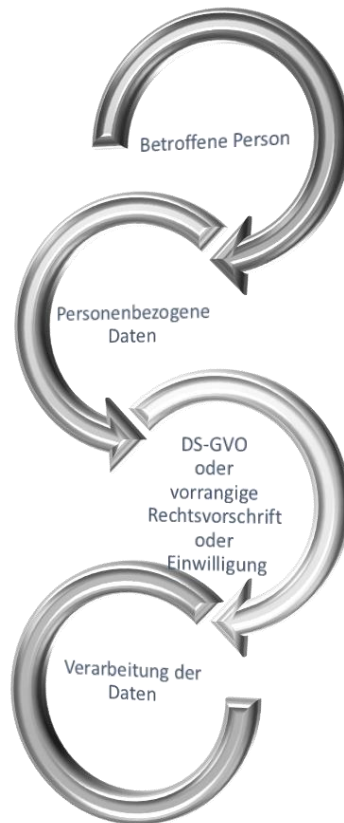 Betroffene Person
Personenbezogene
Daten
DS-GVO
oder
vorrangige
Rechtsvorschrift
oder
Einwilligung
Verarbeitung der
Daten